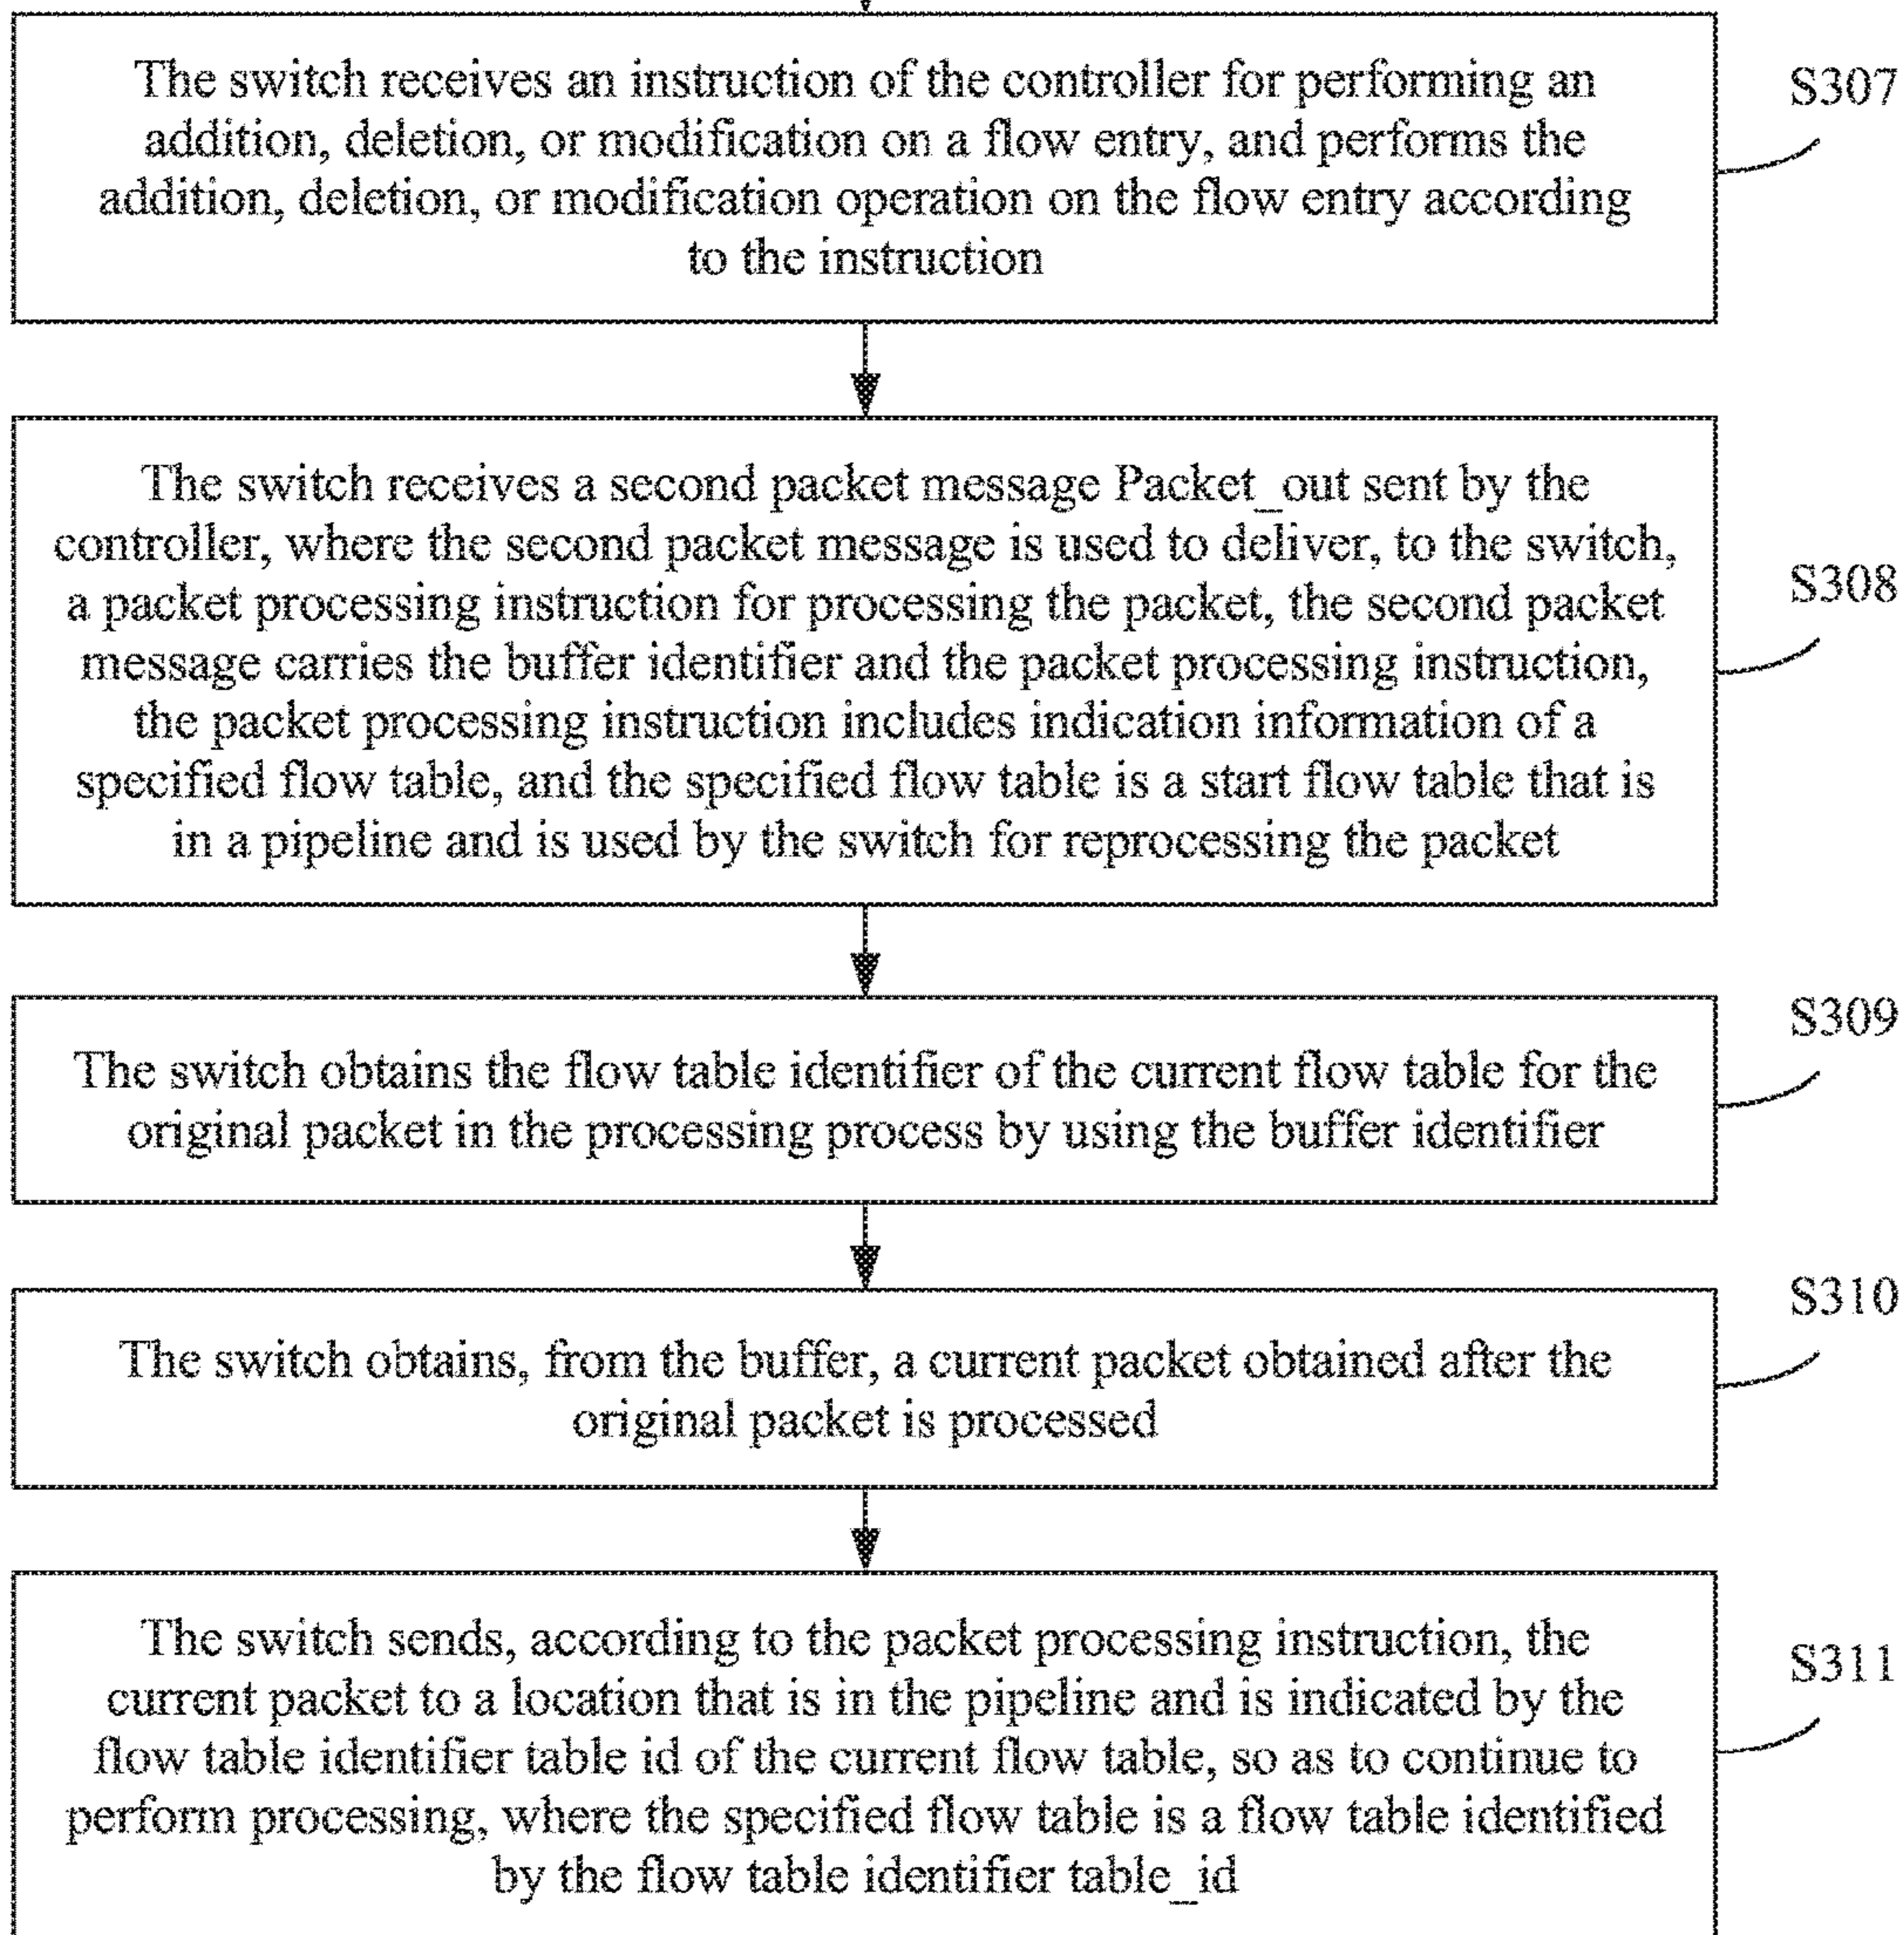 The switch receives an instruction of the controller for performing an
addition, deletion, or modification on a flow entry, and performs the
addition, deletion, or modification operation on the flow entry according
to the instruction
S307
The switch receives a second packet message Packet_out sent by the
controller, where the second packet message is used to deliver, to the switch,
a packet processing instruction for processing the packet, the second packet
message carries the buffer identifier and the packet processing instruction,
the packet processing instruction includes indication information of a
specified flow table, and the specified flow table is a start flow table that is
in a pipeline and is used by the switch for reprocessing the packet
S308
The switch obtains the flow table identifier of the current flow table for the
original packet in the processing process by using the buffer identifier
S309
The switch obtains, from the buffer, a current packet obtained after the
original packet is processed
S310
The switch sends, according to the packet processing instruction, the
current packet to a location that is in the pipeline and is indicated by the
flow table identifier table id of the current flow table, so as to continue to
perform processing, where the specified flow table is a flow table identified
by the flow table identifier table_id
S311